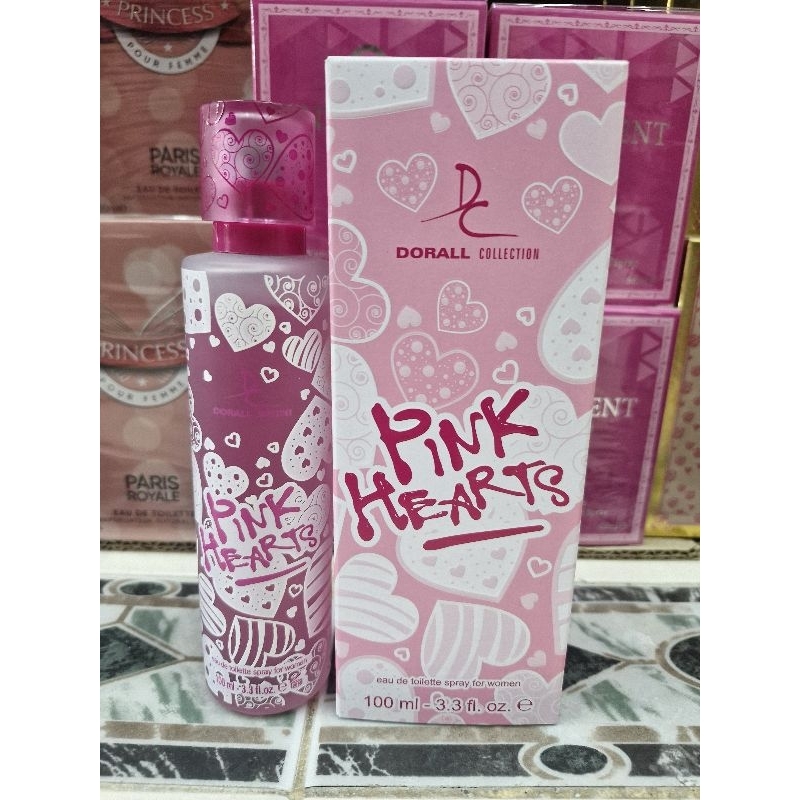 PRINCESS
POUR FEMME
PARIS
ROYALE
EAU DE TOILETTE
PRINCESS
POUR FEMME
PARIS
ROYALE
EAU DE TOILETTE
DC
DORALL COLLECTION
PINK
HEARTS
eau de toilette spray for women
100 ml - 3.3 fl. oz. e
DC
DORALL
PINK
HEARTS
eau de toilette spray for women
100 ml - 3.3 fl. oz. e
ENT
ENT